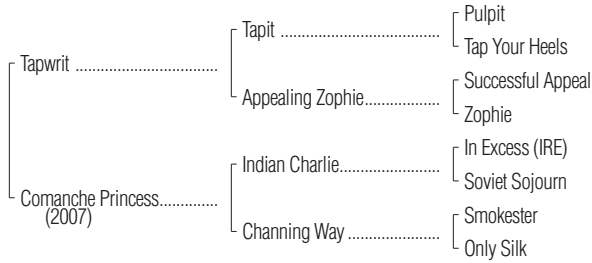 Pulpit
Tapit ..........................................
Tap Your Heels
Tapwrit .....................................
Successful Appeal
Appealing Zophie....................
Zophie
In Excess (IRE)
Indian Charlie..........................
Soviet Sojourn
Comanche Princess...............
(2007)
Smokester
Channing Way ........................
Only Silk